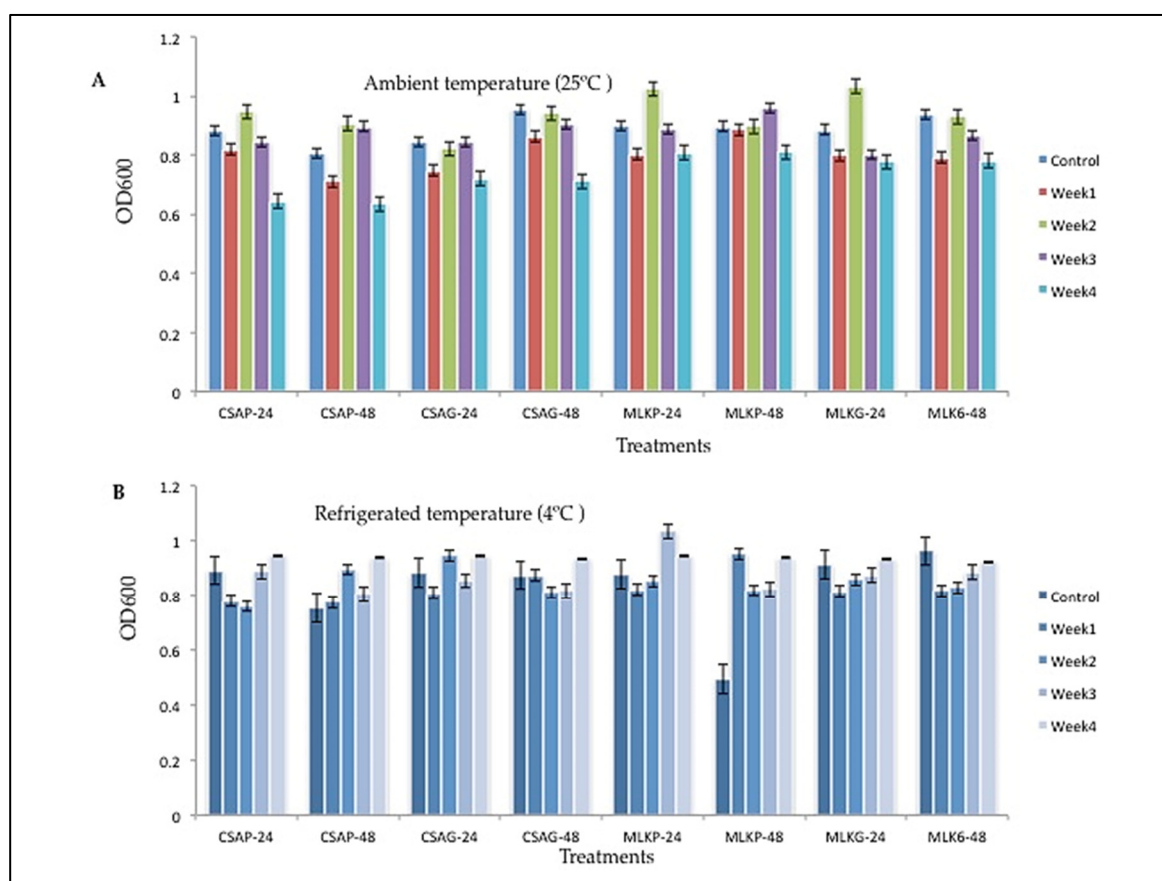 A
Ambient temperature (25°C )
OD600
1.2
1
0.8
0.6
0.4
0.2
0
CSAP-24 CSAP-48 CSAG-24 CSAG-48 MLKP-24 MLKP-48 MLKG-24 MLK6-48
Treatments
Control
Week1
Week2
Week3
Week4
B
Refrigerated temperature (4°C )
OD600
1.2
1
0.8
0.6
0.4
0.2
0
CSAP-24 CSAP-48 CSAG-24 CSAG-48 MLKP-24 MLKP-48 MLKG-24 MLK6-48
Treatments
Control
Week1
Week2
Week3
Week4